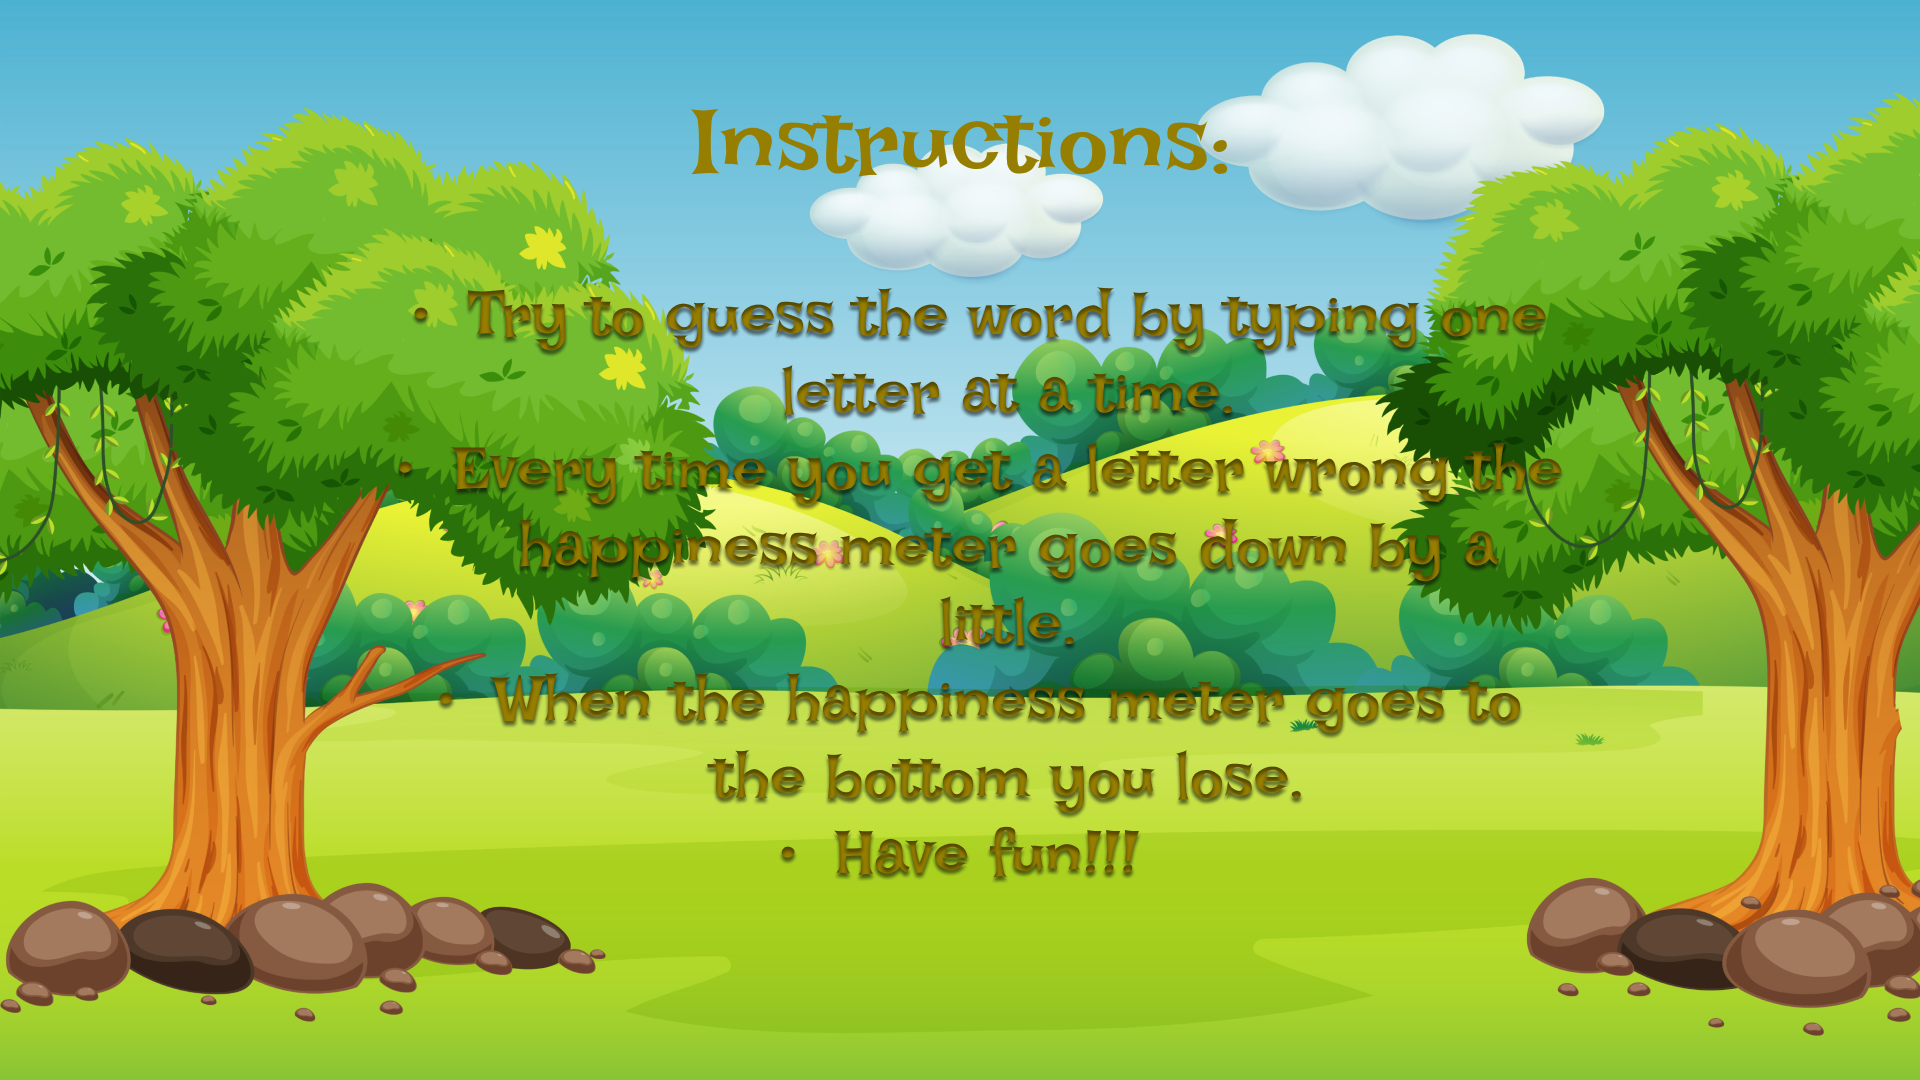 Instructions:
• Try to guess the word by typing one
letter at a time.
• Every time you get a letter wrong the
happiness meter goes down by a
little.
• When the happiness meter goes to
the bottom you lose.
• Have fun!!!